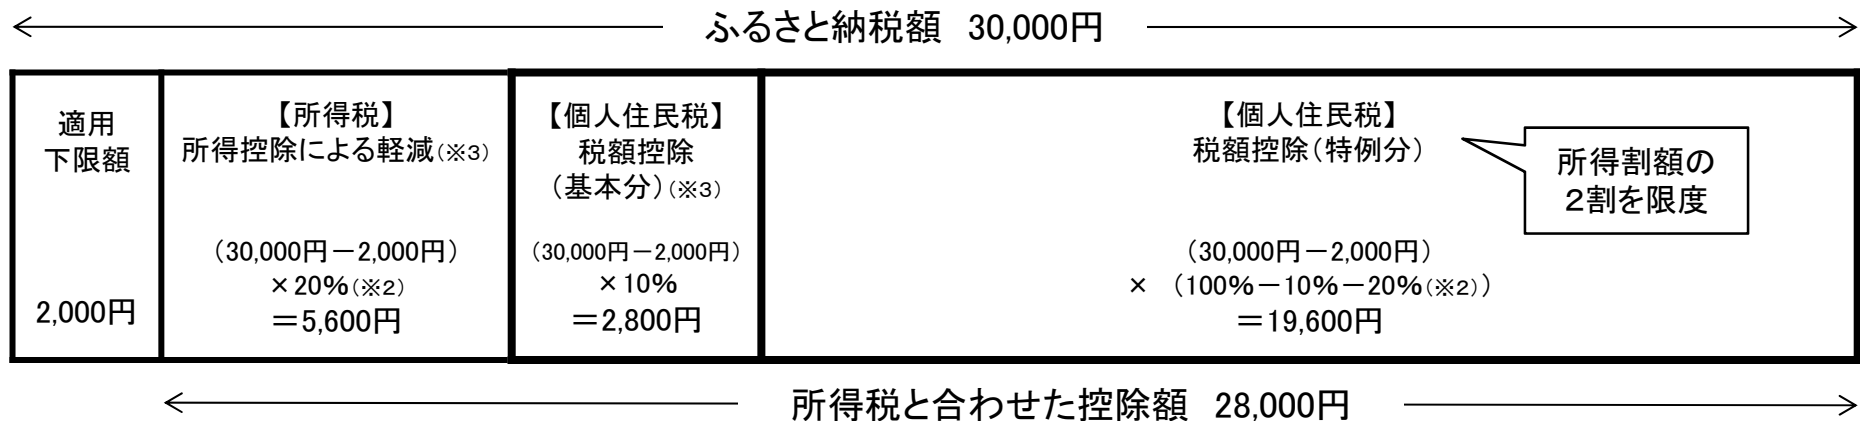 ふるさと納税額 30,000円
適用
下限額
2,000円
【所得税】
所得控除による軽減(※3)
(30,000円－2,000円)
×20%(※2)
＝5,600円
【個人住民税】
税額控除
(基本分)(※3)
(30,000円－2,000円)
×10%
＝2,800円
【個人住民税】
税額控除(特例分)
(30,000円－2,000円)
× (100%－10%－20%(※2))
＝19,600円
所得割額の
２割を限度
所得税と合わせた控除額 28,000円